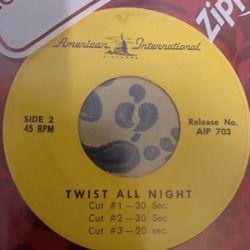 Zipp
American International
PICTURES
SIDE 2
45 RPM
Release No.
AIP 703
TWIST ALL NIGHT
Cut #1—30 Sec.
Cut #2—30 Sec.
Cut #3—20 sec.